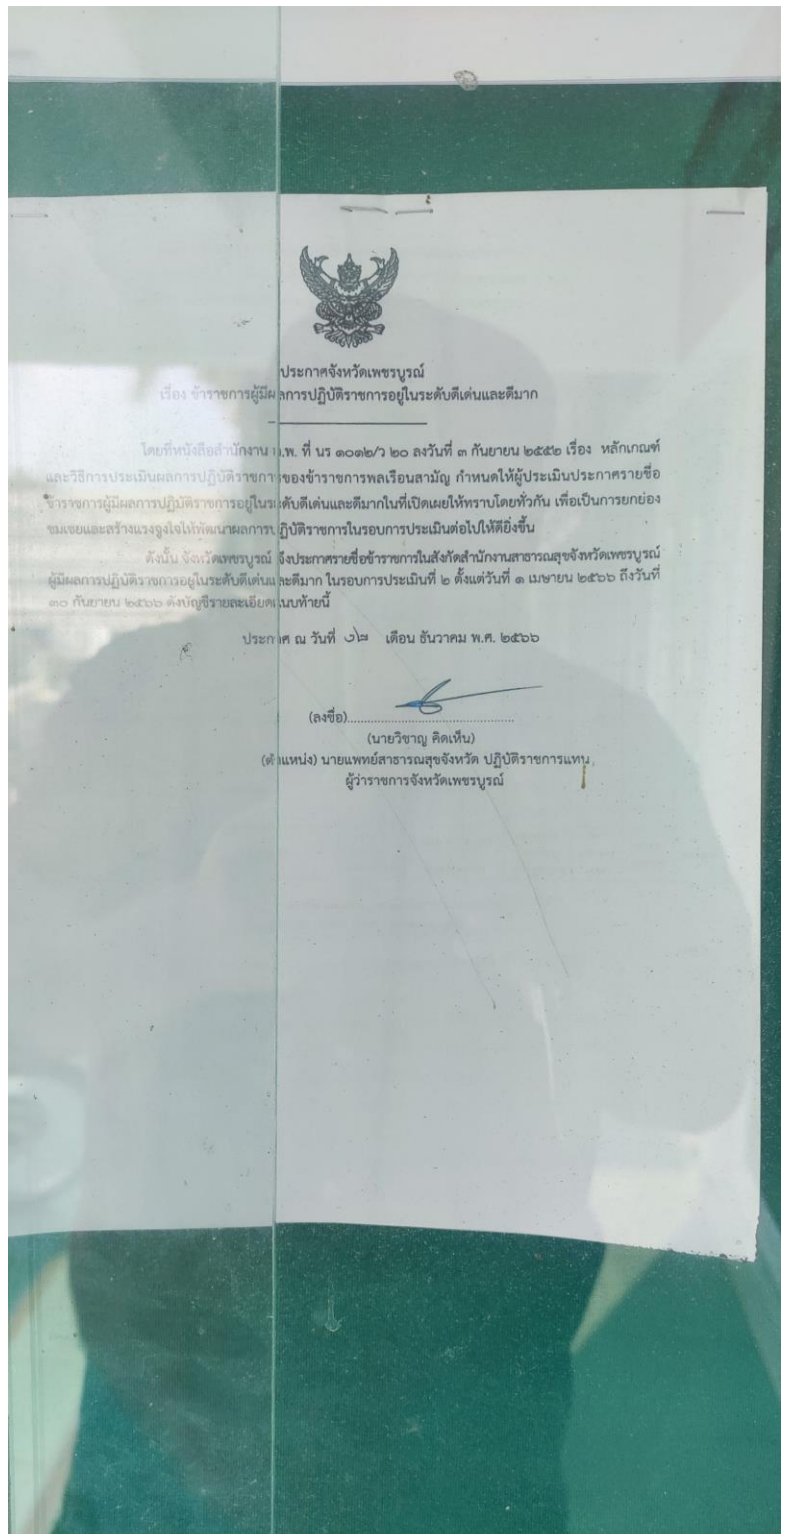 ประกาศจังหวัดเพชรบูรณ์
เรื่อง ข้าราชการผู้มีผลการปฏิบัติราชการอยู่ในระดับดีเด่นและดีมาก
โดยที่หนังสือสำนักงาน ก.พ. ที่ นร ๑๐๑๒/ว ๒๐ ลงวันที่ ๓ กันยายน ๒๕๕๒ เรื่อง หลักเกณฑ์
และวิธีการประเมินผลการปฏิบัติราชการของข้าราชการพลเรือนสามัญ กำหนดให้ผู้ประเมินประกาศรายชื่อ
ข้าราชการผู้มีผลการปฏิบัติราชการอยู่ในระดับดีเด่นและดีมากในที่เปิดเผยให้ทราบโดยทั่วกัน เพื่อเป็นการยกย่อง
ชมเชยและสร้างแรงจูงใจให้พัฒนาผลการปฏิบัติราชการในรอบการประเมินต่อไปให้ดียิ่งขึ้น
ดังนั้น จังหวัดเพชรบูรณ์ จึงประกาศรายชื่อข้าราชการในสังกัดสำนักงานสาธารณสุขจังหวัดเพชรบูรณ์
ผู้มีผลการปฏิบัติราชการอยู่ในระดับดีเด่นและดีมาก ในรอบการประเมินที่ ๒ ตั้งแต่วันที่ ๑ เมษายน ๒๕๖๖ ถึงวันที่
๓๐ กันยายน ๒๕๖๖ ดังบัญชีรายละเอียดแนบท้ายนี้
ประกาศ ณ วันที่ เดือน ธันวาคม พ.ศ. ๒๕๖๖
(ลงชื่อ)
(นายวิชาญ คิดเห็น)
(ตำแหน่ง) นายแพทย์สาธารณสุขจังหวัด ปฏิบัติราชการแทน
ผู้ว่าราชการจังหวัดเพชรบูรณ์